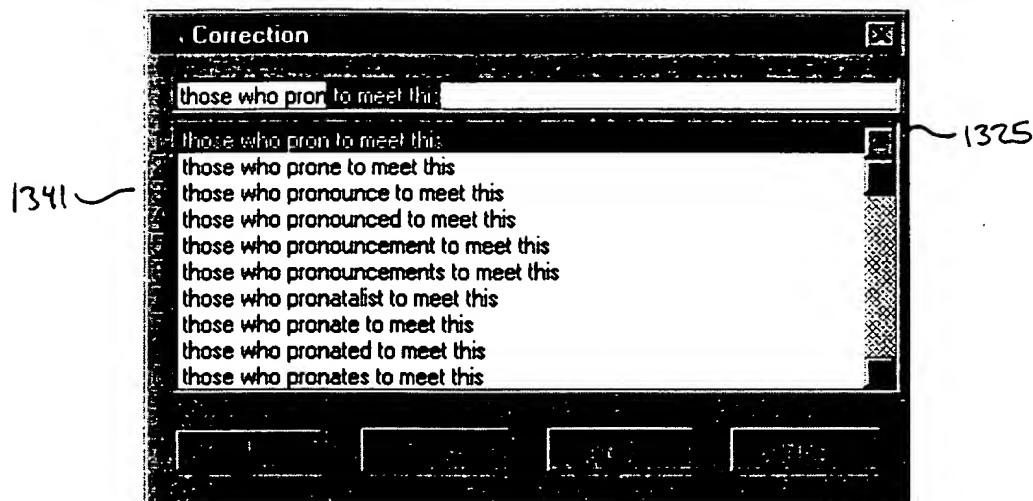 Correction
those who pron to meet this
1325
those who pron to meet this
those who prone to meet this
1341
those who pronounce to meet this
those who pronounced to meet this
those who pronouncement to meet this
those who pronouncements to meet this
those who pronatalist to meet this
those who pronate to meet this
those who pronated to meet this
those who pronates to meet this